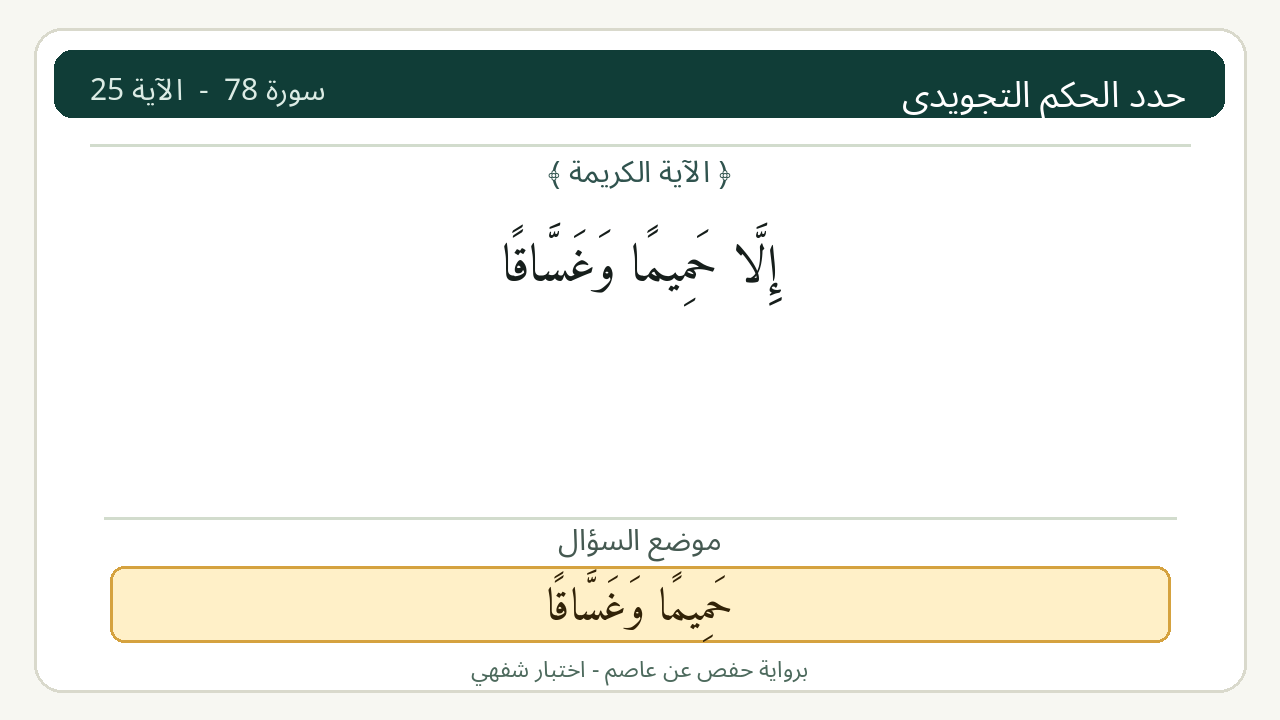 حدد الحكم التجويدى
سورة 78 - الآية 25
﴿ الآية الكريمة ﴾
إِلَّا حَمِيمًا وَغَسَّاقًا
موضع السؤال
حَمِيمًا وَغَسَّاقًا
برواية حفص عن عاصم - اختبار شفهي